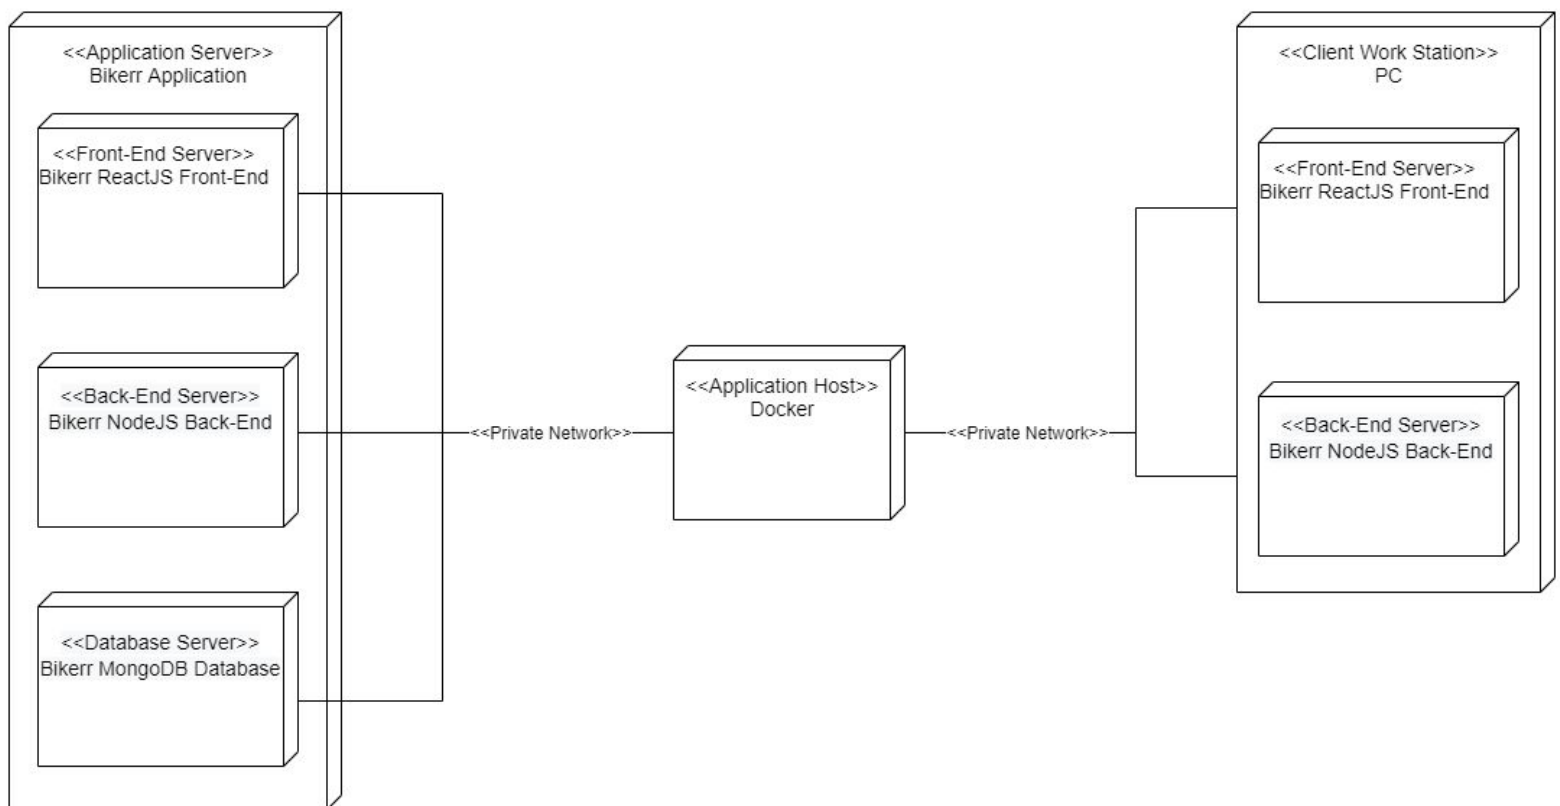 <<Application Server>>
Bikerr Application
<<Front-End Server>>
Bikerr ReactJS Front-End
<<Back-End Server>>
Bikerr NodeJS Back-End
<<Database Server>>
Bikerr MongoDB Database
<<Private Network>>
<<Application Host>>
Docker
<<Private Network>>
<<Client Work Station>>
PC
<<Front-End Server>>
Bikerr ReactJS Front-End
<<Back-End Server>>
Bikerr NodeJS Back-End